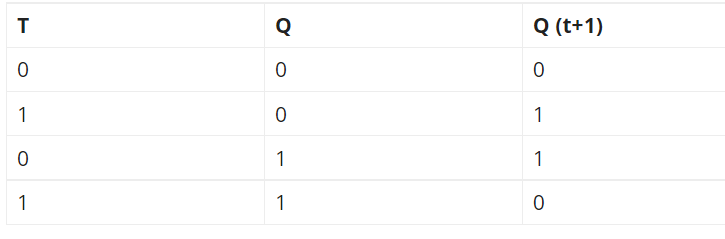 T Q Q (t+1)
0 0 0
1 0 1
0 1 1
1 1 0